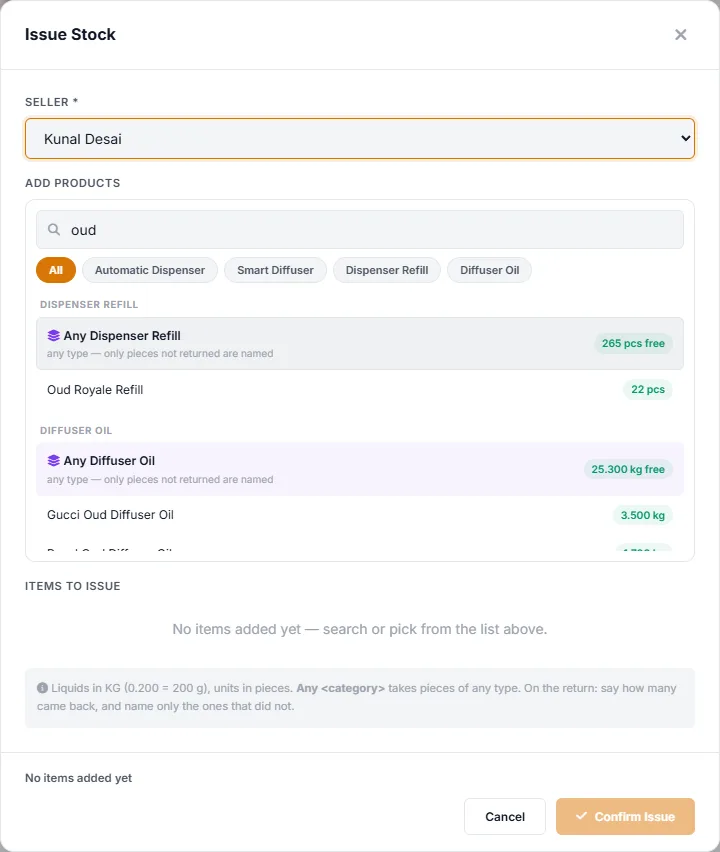 Issue Stock
SELLER *
Kunal Desai
ADD PRODUCTS
oud
All
Automatic Dispenser
Smart Diffuser
Dispenser Refill
Diffuser Oil
DISPENSER REFILL
Any Dispenser Refill
any type — only pieces not returned are named
265 pcs free
Oud Royale Refill
22 pcs
DIFFUSER OIL
Any Diffuser Oil
any type — only pieces not returned are named
25.300 kg free
Gucci Oud Diffuser Oil
3.500 kg
ITEMS TO ISSUE
No items added yet — search or pick from the list above.
Liquids in KG (0.200 = 200 g), units in pieces. Any <category> takes pieces of any type. On the return: say how many
came back, and name only the ones that did not.
No items added yet
Cancel
Confirm Issue